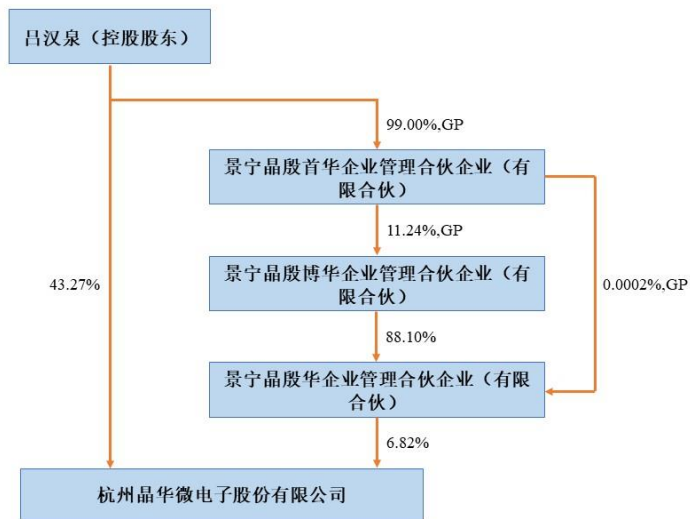 吕汉泉（控股股东）
99.00%,GP
景宁晶殷首华企业管理合伙企业（有
限合伙）
11.24%,GP
43.27%
景宁晶殷博华企业管理合伙企业（有
限合伙）
0.0002%,GP
88.10%
景宁晶殷华企业管理合伙企业（有限
合伙）
6.82%
杭州晶华微电子股份有限公司